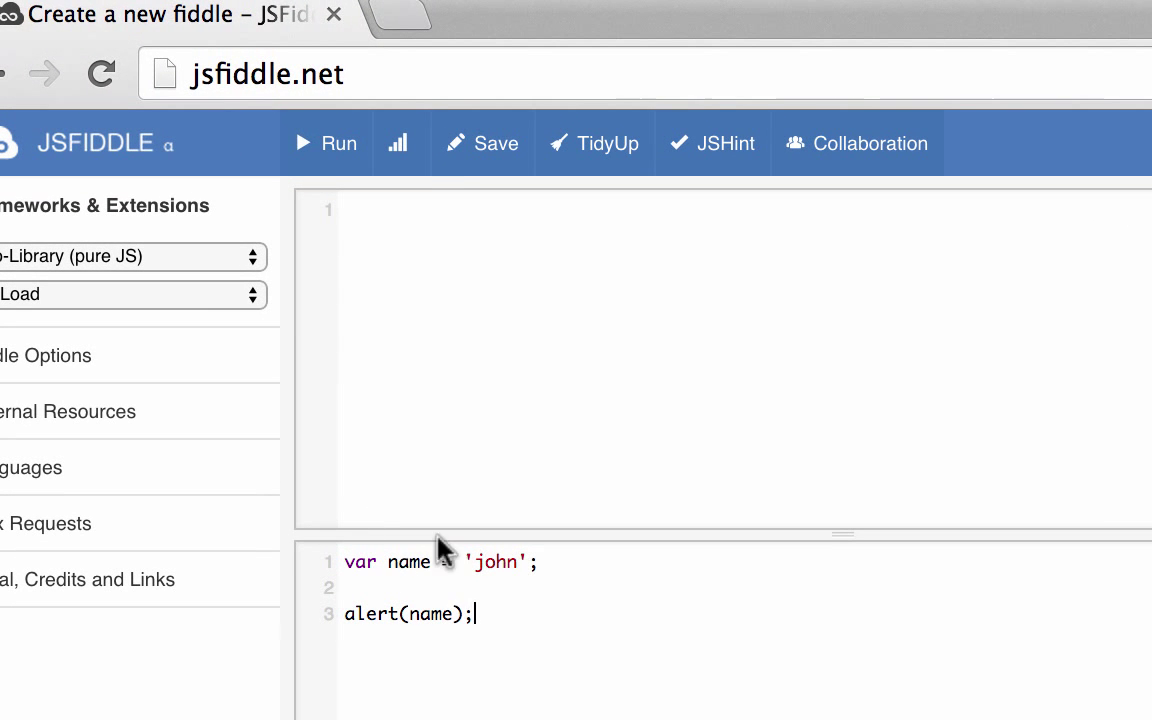 Create a new fiddle – JSFid
jsfiddle.net
JSFIDDLE α
Run
Save
TidyUp
JSHint
Collaboration
meworks & Extensions
o-Library (pure JS)
Load
dle Options
ernal Resources
guages
x Requests
al, Credits and Links
1
1 var name = 'john';
2
3 alert(name);